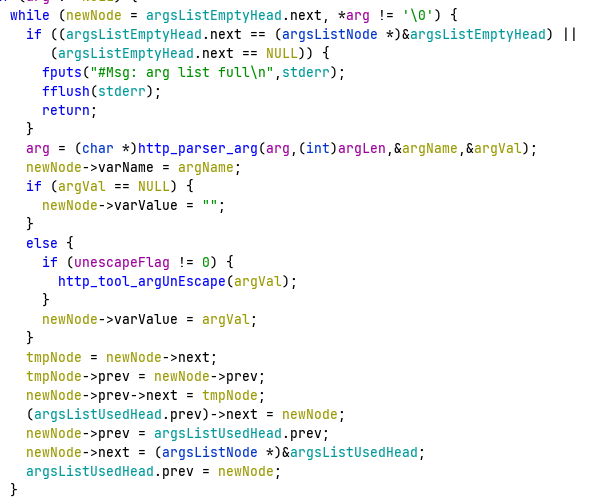 if (arg != NULL) {
while (newNode = argsListEmptyHead.next, *arg != '\0') {
if ((argsListEmptyHead.next == (argsListNode *)&argsListEmptyHead) ||
(argsListEmptyHead.next == NULL)) {
fputs("#Msg: arg list full\n",stderr);
fflush(stderr);
return;
}
arg = (char *)http_parser_arg(arg,(int)argLen,&argName,&argVal);
newNode->varName = argName;
if (argVal == NULL) {
newNode->varValue = "";
}
else {
if (unescapeFlag != 0) {
http_tool_argUnEscape(argVal);
}
newNode->varValue = argVal;
}
tmpNode = newNode->next;
tmpNode->prev = newNode->prev;
newNode->prev->next = tmpNode;
(argsListUsedHead.prev)->next = newNode;
newNode->prev = argsListUsedHead.prev;
newNode->next = (argsListNode *)&argsListUsedHead;
argsListUsedHead.prev = newNode;
}